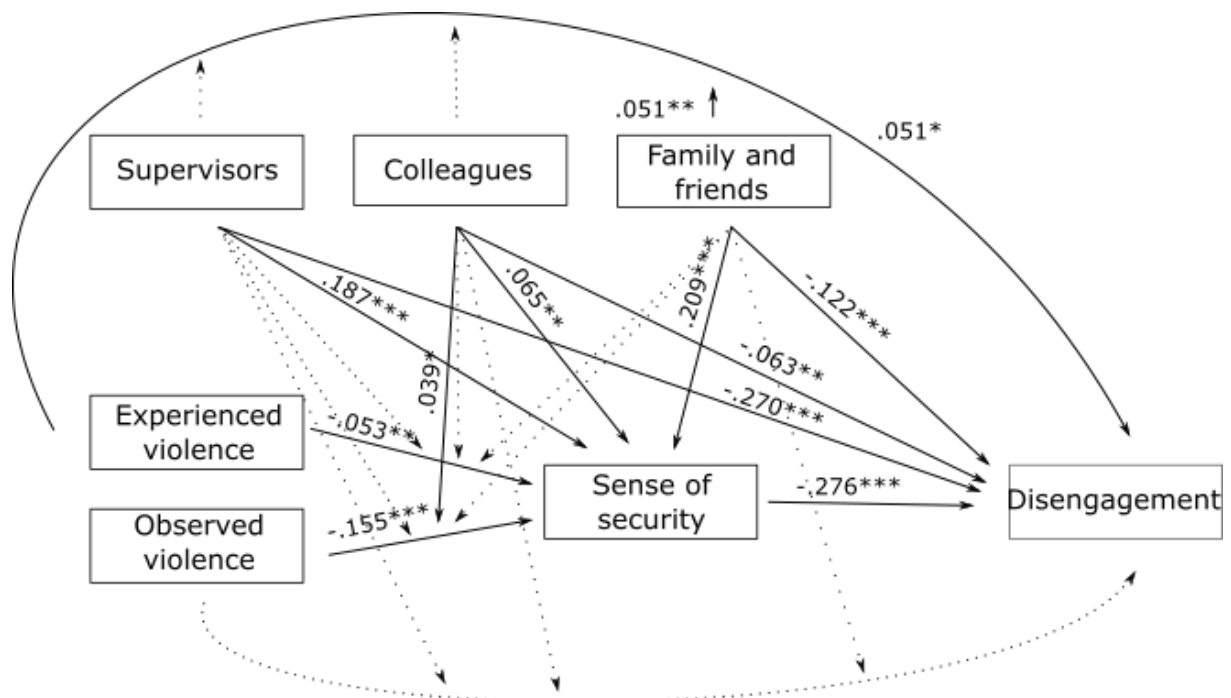 .051**
.051*
Supervisors
Colleagues
Family and
friends
.187***
.065**
.209***
-.122***
.039*
-.063**
-.270***
Experienced
violence
-.053**
Sense of
security
-.276***
Disengagement
Observed
violence
-.155***